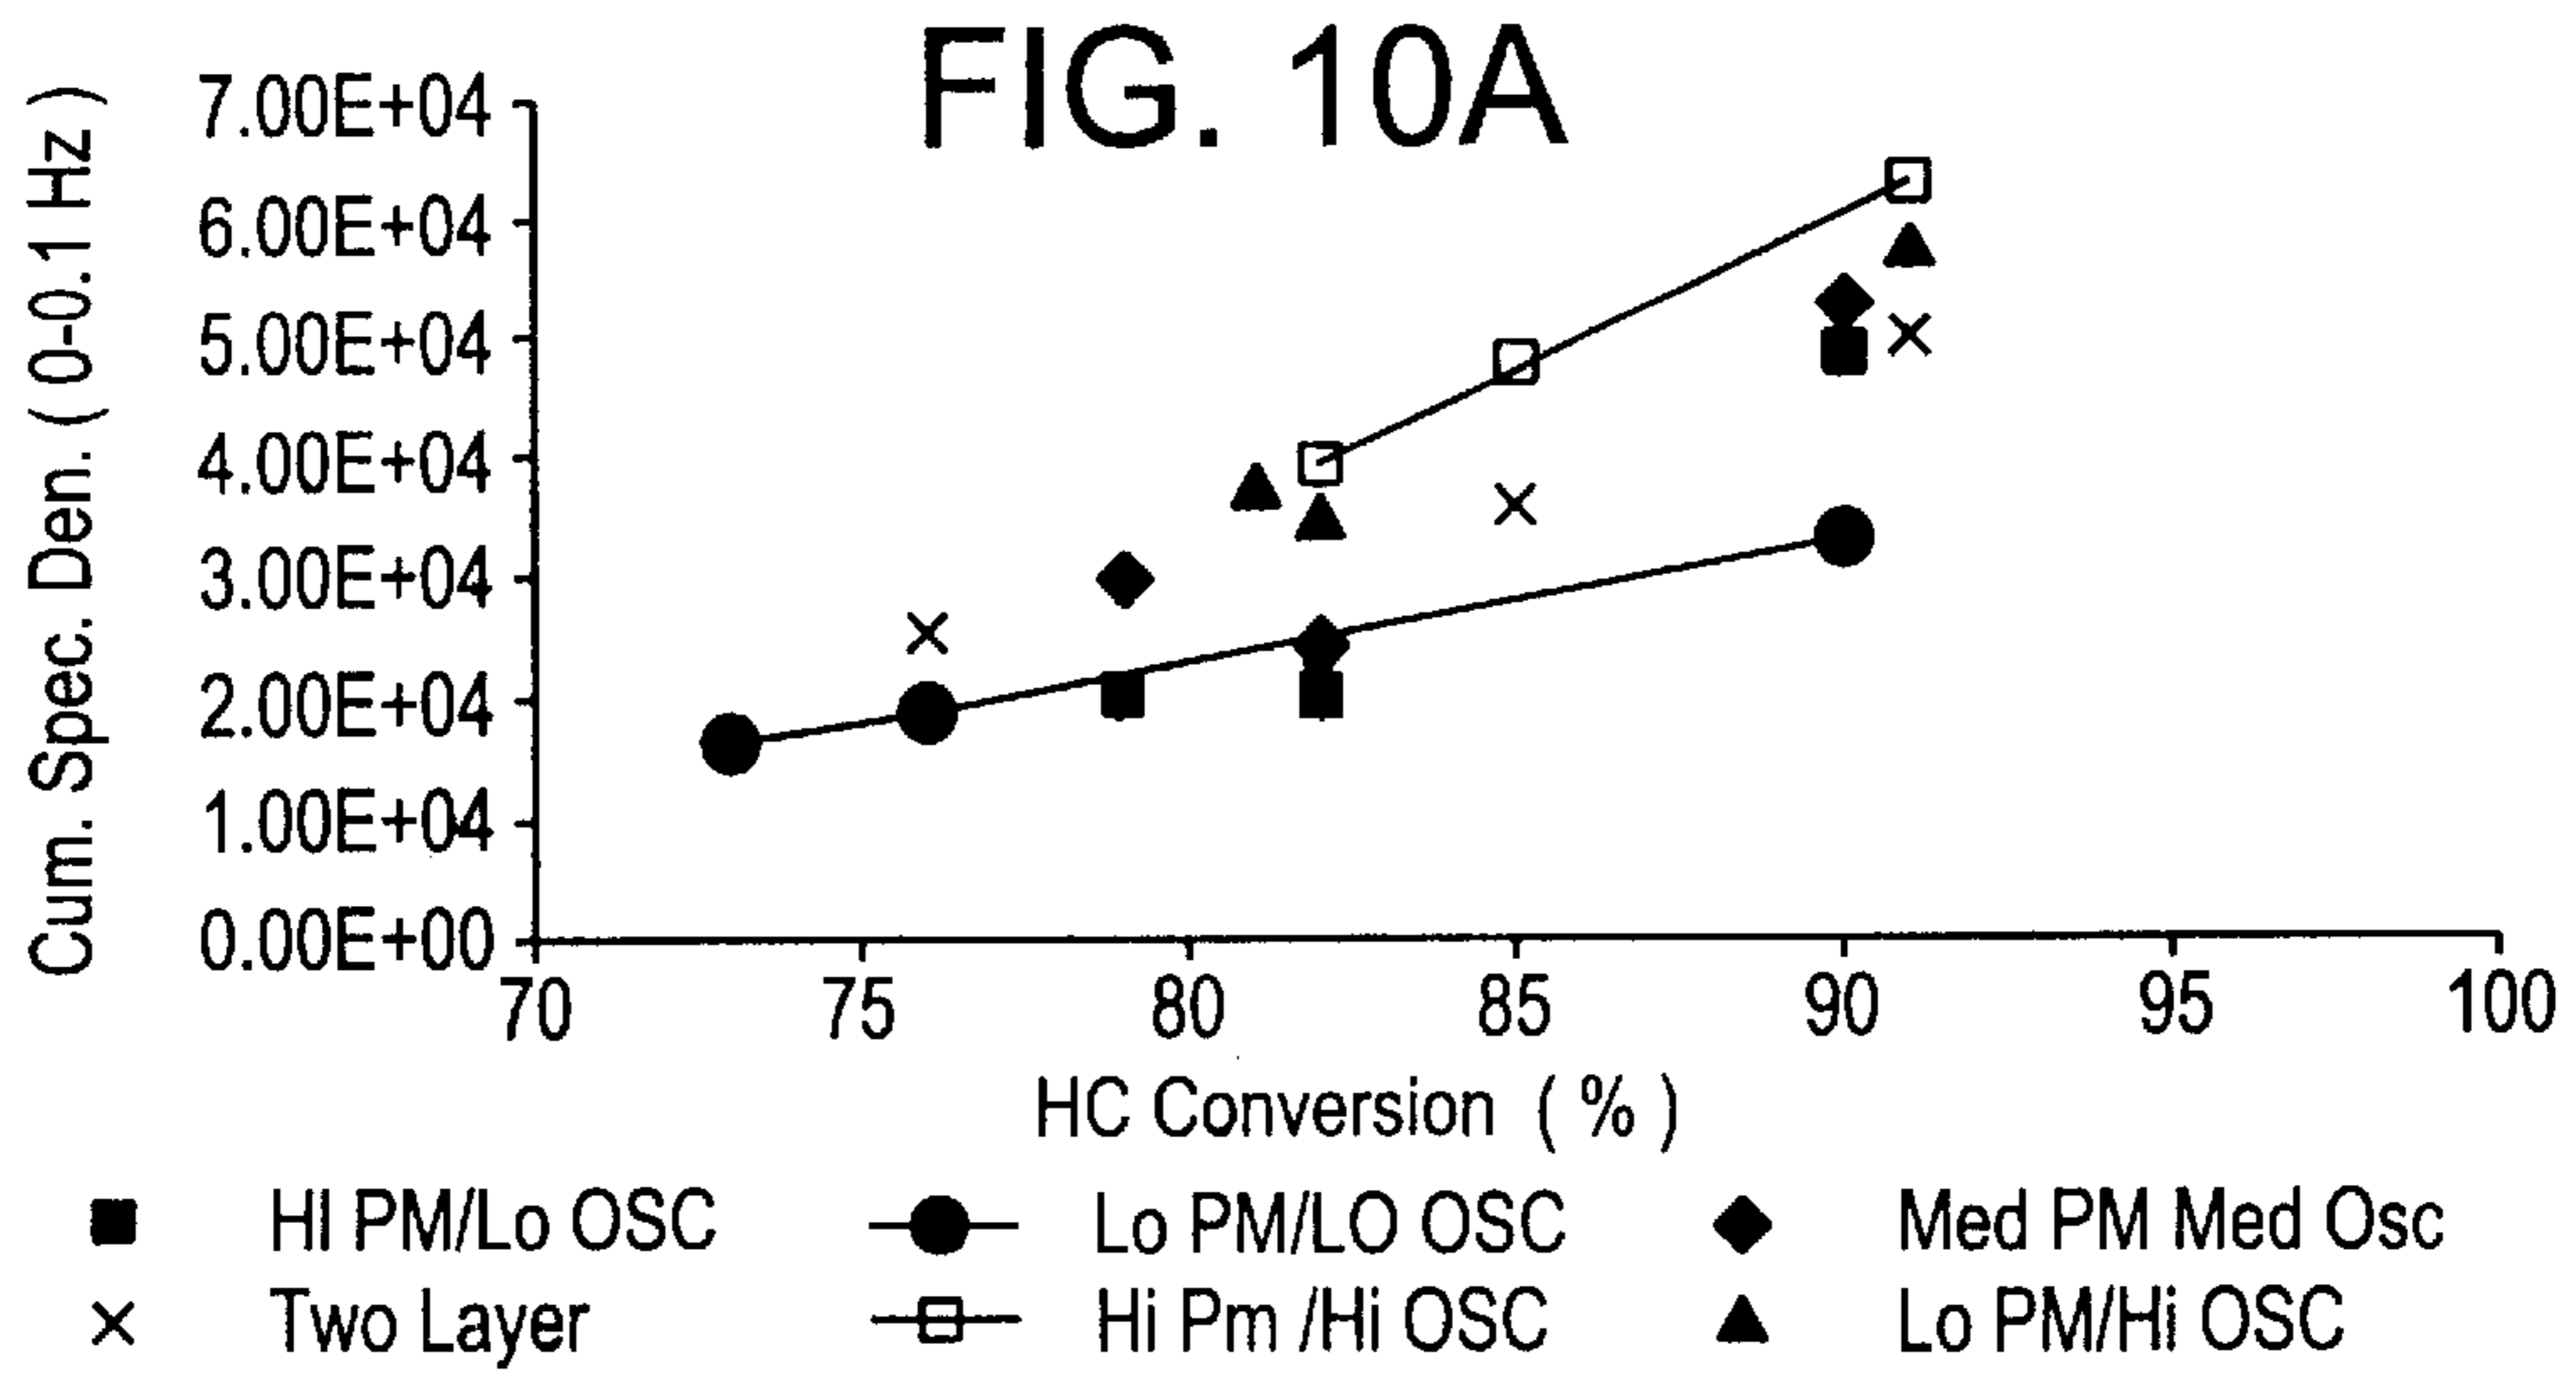 FIG. 10A
Cum. Spec. Den. ( 0-0.1 Hz )
7.00E+04
6.00E+04
5.00E+04
4.00E+04
3.00E+04
2.00E+04
1.00E+04
0.00E+00
70 75 80 85 90 95 100
HC Conversion ( % )
HI PM/Lo OSC Lo PM/LO OSC Med PM Med Osc
Two Layer Hi Pm /Hi OSC Lo PM/Hi OSC